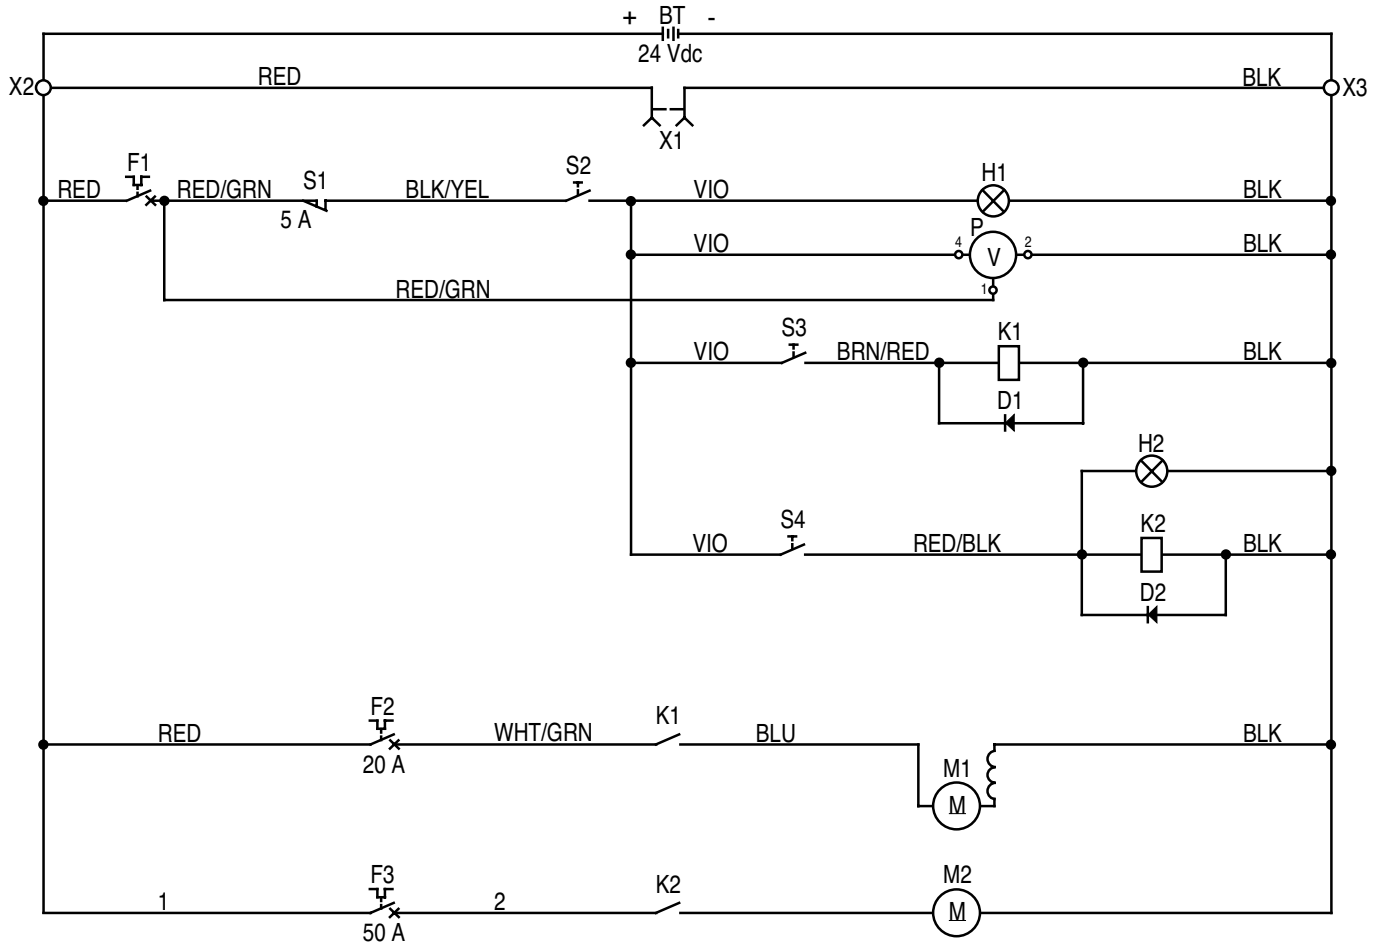 + BT -
24 Vdc
X2 RED BLK X3
X1
F1 S1 S2 H1
RED RED/GRN BLK/YEL VIO BLK
5 A
P
VIO 4 V 2 BLK
RED/GRN 1
S3 K1
VIO BRN/RED BLK
D1
H2
S4 K2
VIO RED/BLK BLK
D2
F2 K1
RED WHT/GRN BLU BLK
20 A M1
M
F3 K2 M2
1 2 M
50 A